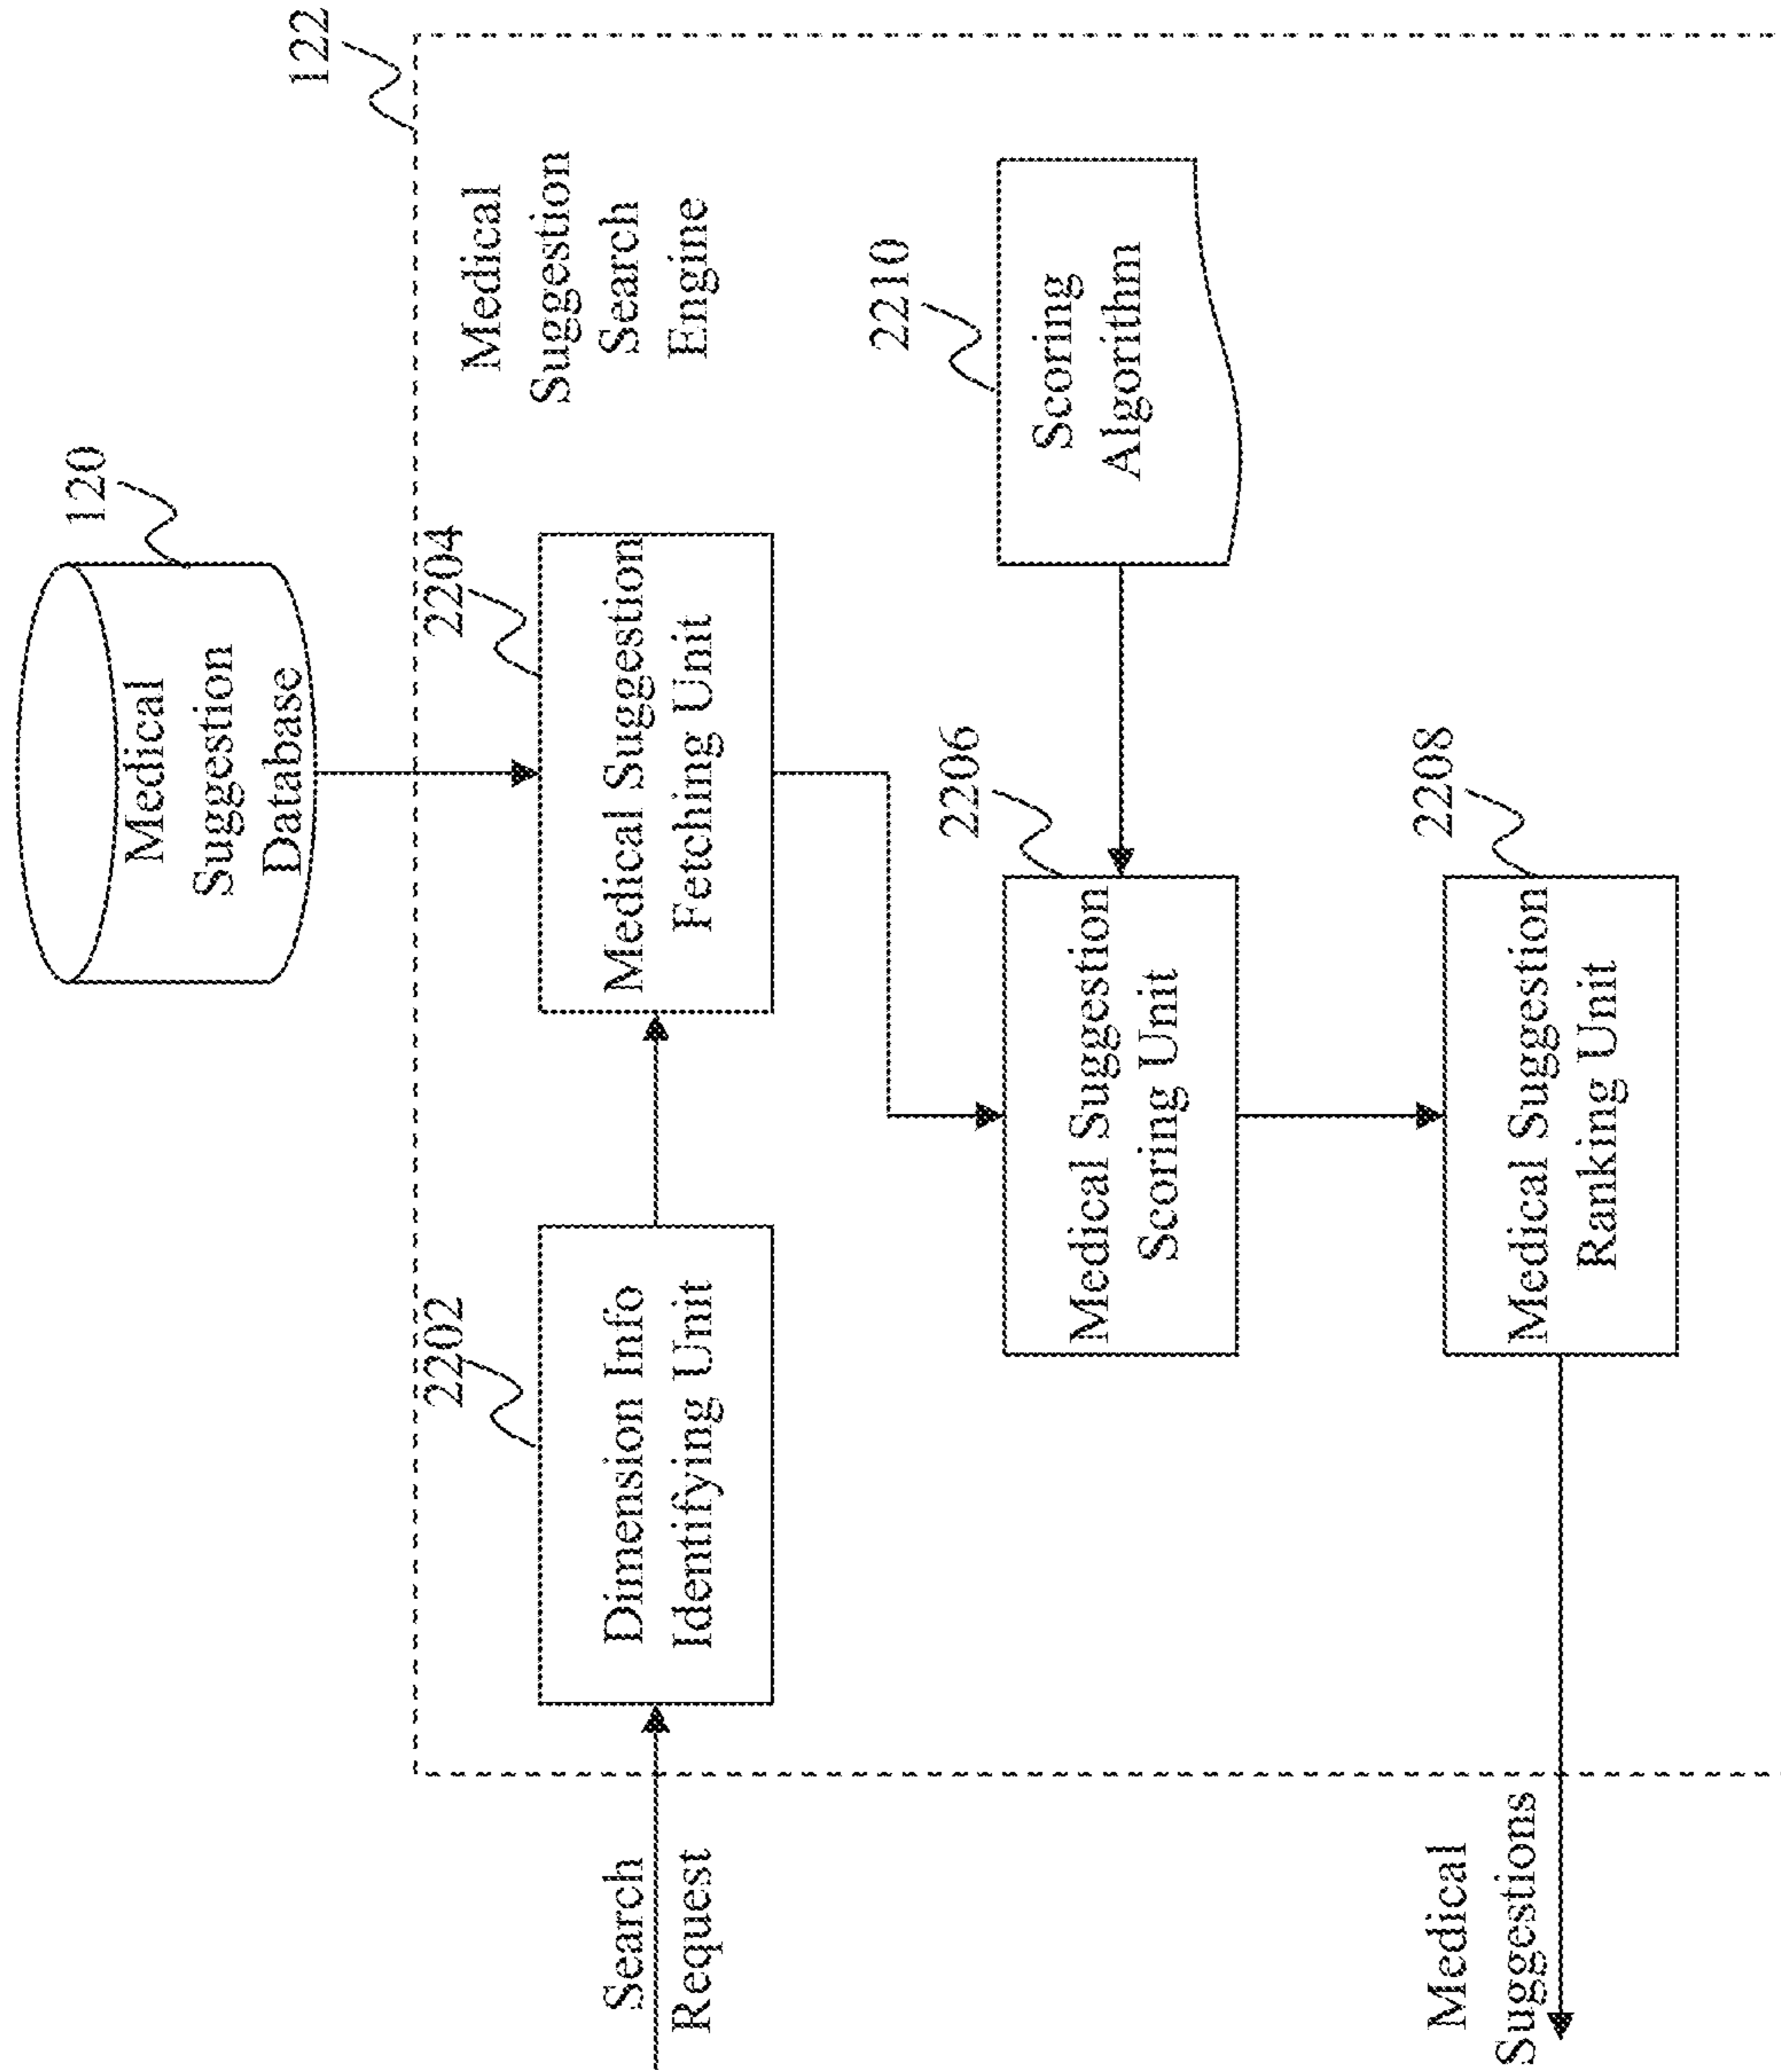 120
Medical
Suggestion
Database
122
2202
2204
Medical
Suggestion
Search
Engine
Search
Request
Dimension Info
Identifying Unit
Medical Suggestion
Fetching Unit
2206
2210
Medical Suggestion
Scoring Unit
Scoring
Algorithm
2208
Medical
Suggestions
Medical Suggestion
Ranking Unit